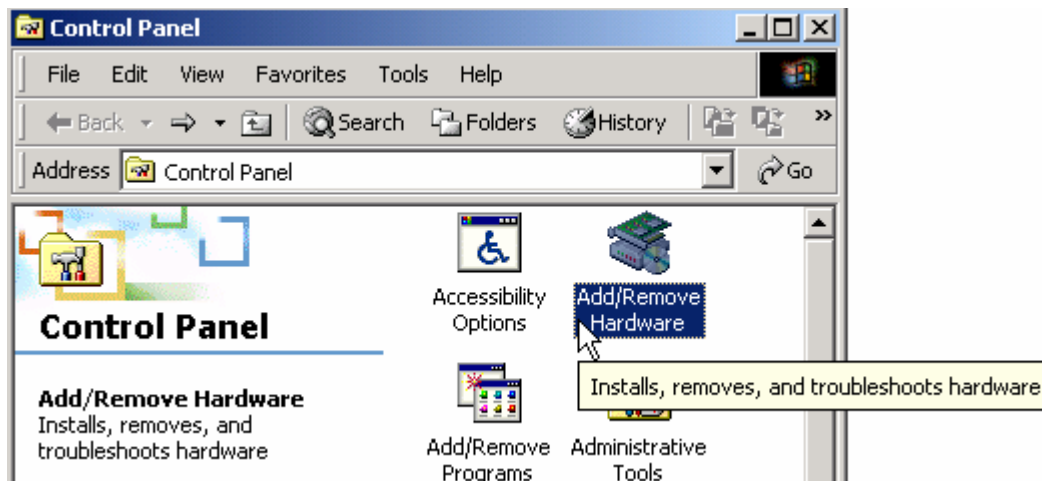 Control Panel
File Edit View Favorites Tools Help
Back Search Folders History »
Address Control Panel Go
Control Panel
Add/Remove Hardware
Installs, removes, and
troubleshoots hardware
Accessibility
Options
Add/Remove
Hardware
Installs, removes, and troubleshoots hardware
Add/Remove
Programs
Administrative
Tools